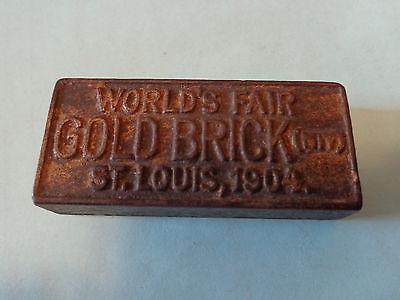 WORLD'S FAIR
GOLD BRICK
ST. LOUIS, 1904.